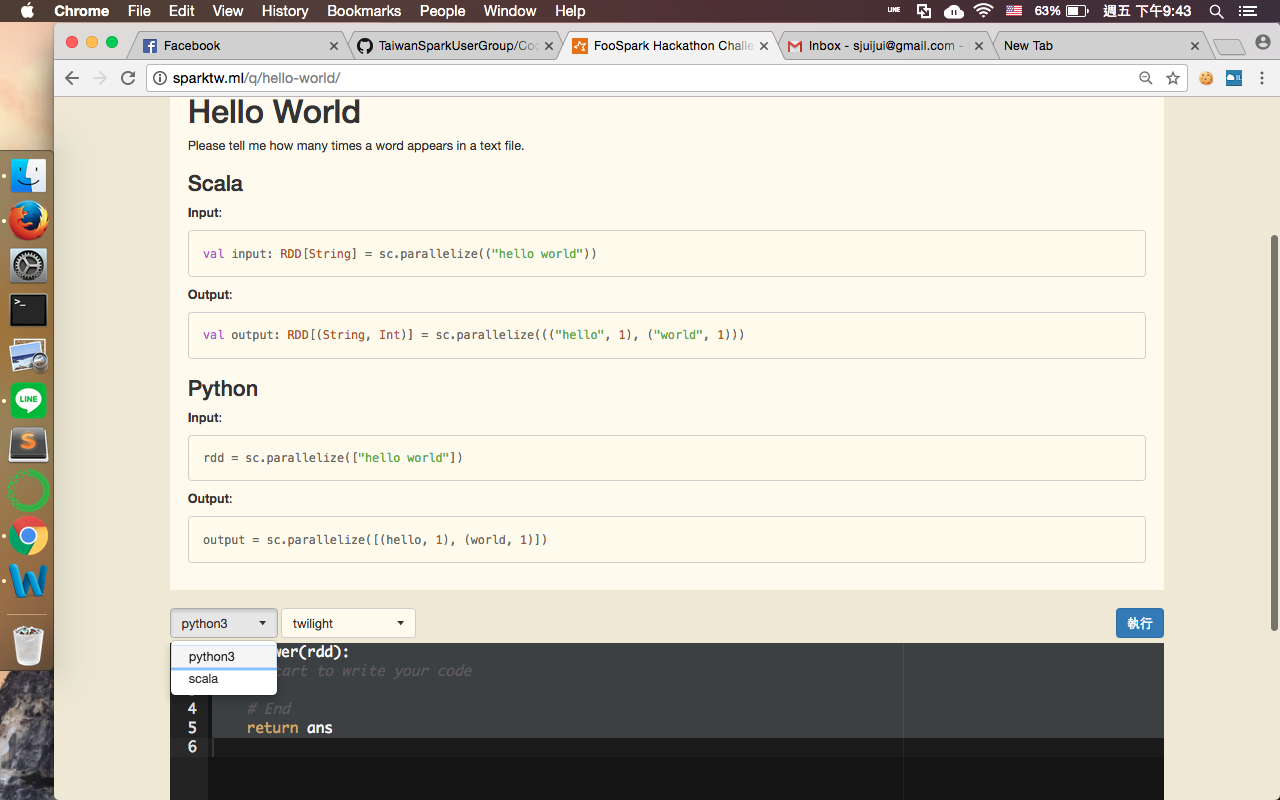 Chrome File Edit View History Bookmarks People Window Help LINE 63% 週五 下午9:43
Facebook TaiwanSparkUserGroup/Coc FooSpark Hackathon Challe Inbox - sjuijui@gmail.com - New Tab
sparktw.ml/q/hello-world/
Hello World
Please tell me how many times a word appears in a text file.
Scala
Input:
val input: RDD[String] = sc.parallelize(("hello world"))
Output:
val output: RDD[(String, Int)] = sc.parallelize((("hello", 1), ("world", 1)))
Python
Input:
rdd = sc.parallelize(["hello world"])
Output:
output = sc.parallelize([(hello, 1), (world, 1)])
python3 twilight 執行
python3
scala
wer(rdd):
art to write your code
4 # End
5 return ans
6
LINE